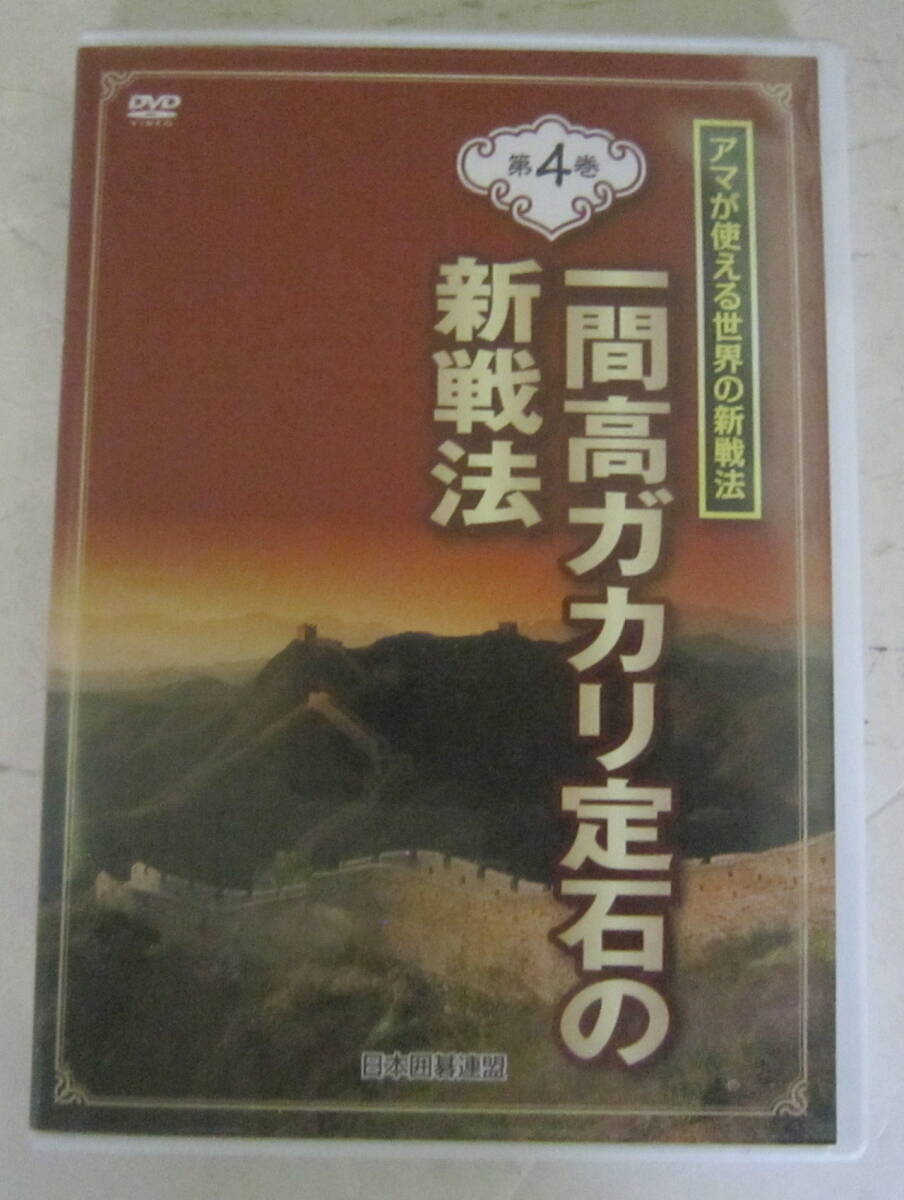 アマが使える世界の新戦法
DVD
VIDEO
第4巻
一間高ガカリ定石の
新戦法
日本囲碁連盟